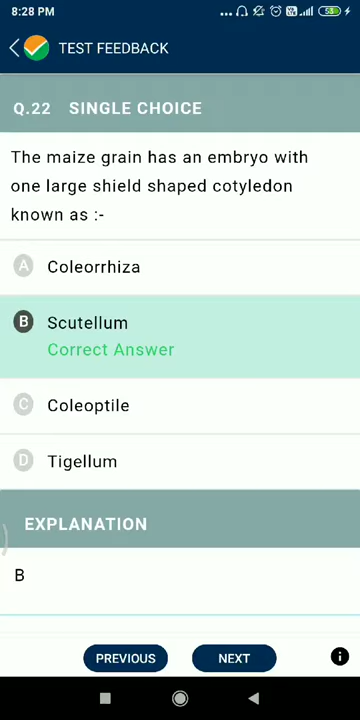 8:28 PM
53
TEST FEEDBACK
Q.22 SINGLE CHOICE
The maize grain has an embryo with
one large shield shaped cotyledon
known as :-
A Coleorrhiza
B Scutellum
Correct Answer
C Coleoptile
D Tigellum
EXPLANATION
B
PREVIOUS NEXT